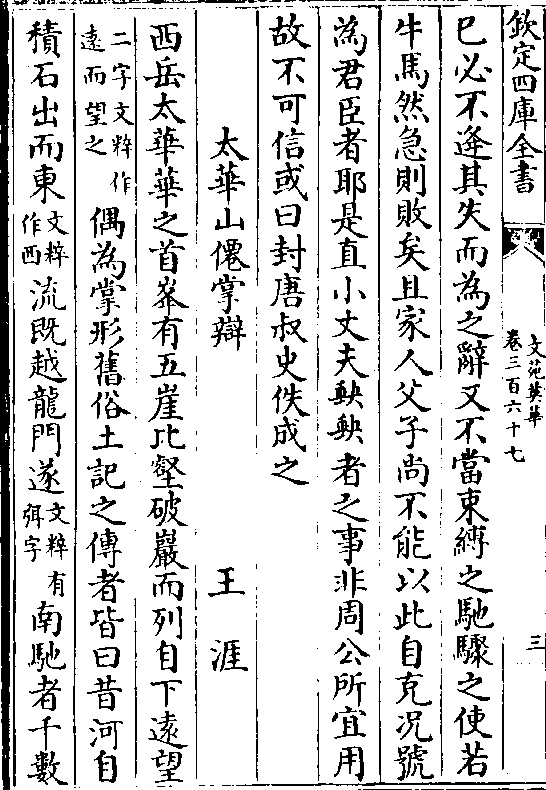 欽定四庫全書
文苑英華
卷三百六十七
三
已必不逄其失而為之辭又不當束縛之馳驟之使若
牛馬然急則敗矣且家人父子尚不能以此自克况號
為君臣者耶是直小丈夫𡙇𡙇者之事非周公所宜用
故不可信或曰封唐叔史佚成之
太華山僊掌辯
王涯
西岳太華華之首峯有五崖比壑破巖而列自下遠望
二字文粹作
遠而望之
偶為掌形舊俗土記之傳者皆曰昔河自
積石出而東
文粹
作西
流既越龍門遂
文粹有
弭字
南馳者千數